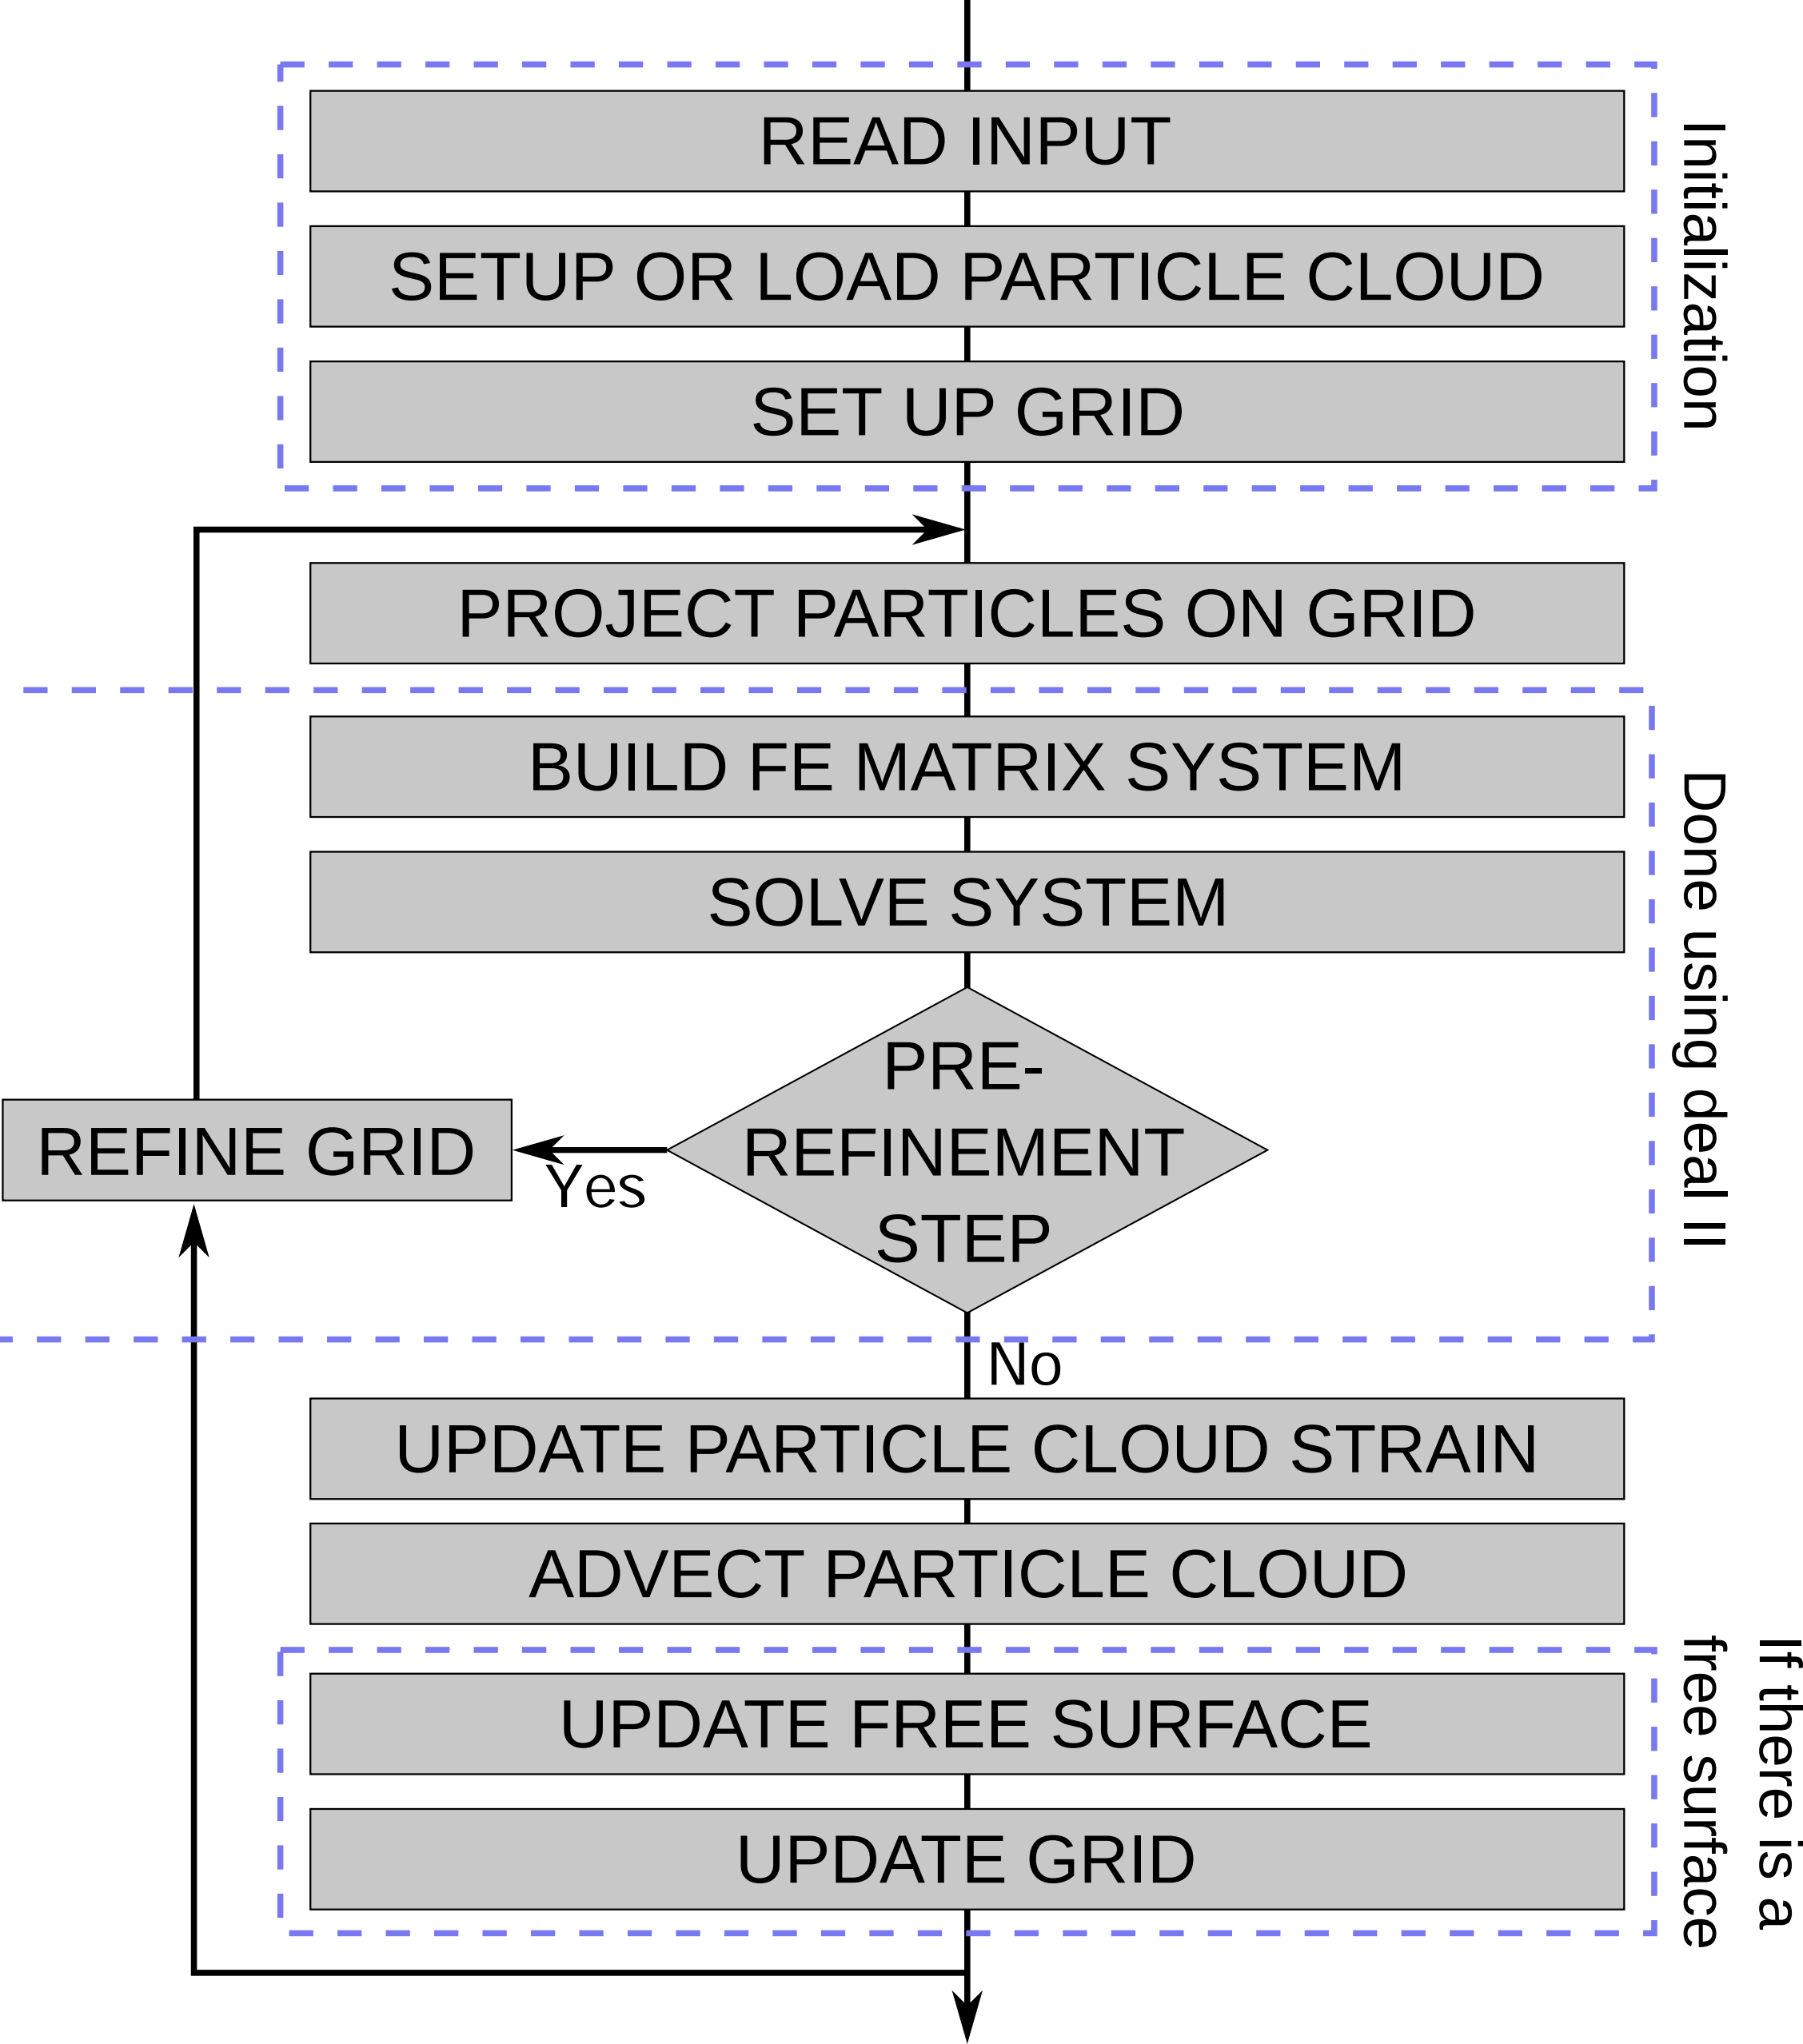 READ INPUT
SETUP OR LOAD PARTICLE CLOUD
SET UP GRID
Initialization
PROJECT PARTICLES ON GRID
BUILD FE MATRIX SYSTEM
SOLVE SYSTEM
PRE-
REFINEMENT
STEP
Yes
REFINE GRID
Done using deal II
No
UPDATE PARTICLE CLOUD STRAIN
ADVECT PARTICLE CLOUD
UPDATE FREE SURFACE
UPDATE GRID
If there is a
free surface